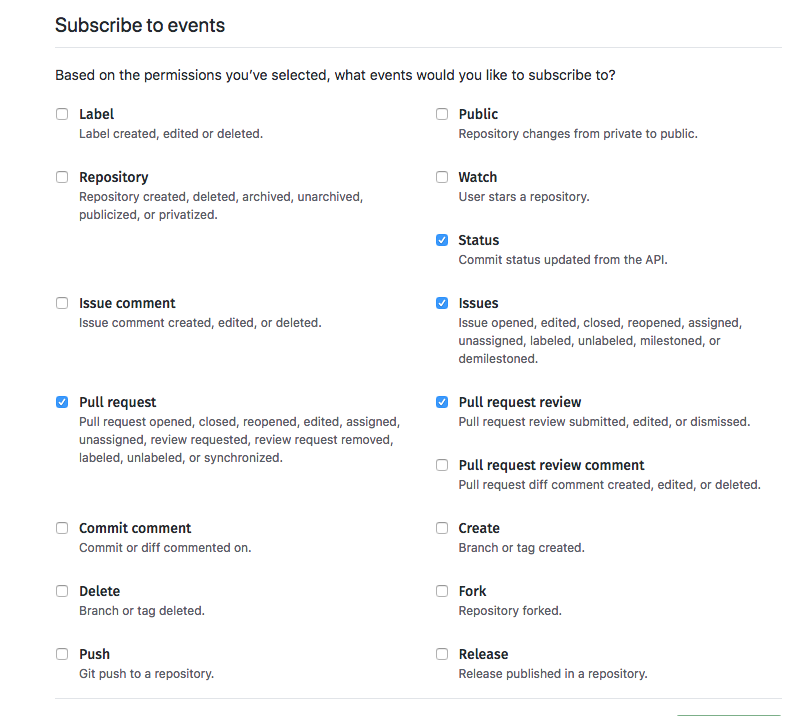 Subscribe to events
Based on the permissions you've selected, what events would you like to subscribe to?
Label
Label created, edited or deleted.
Public
Repository changes from private to public.
Repository
Repository created, deleted, archived, unarchived,
publicized, or privatized.
Watch
User stars a repository.
Status
Commit status updated from the API.
Issue comment
Issue comment created, edited, or deleted.
Issues
Issue opened, edited, closed, reopened, assigned,
unassigned, labeled, unlabeled, milestoned, or
demilestoned.
Pull request
Pull request opened, closed, reopened, edited, assigned,
unassigned, review requested, review request removed,
labeled, unlabeled, or synchronized.
Pull request review
Pull request review submitted, edited, or dismissed.
Pull request review comment
Pull request diff comment created, edited, or deleted.
Commit comment
Commit or diff commented on.
Create
Branch or tag created.
Delete
Branch or tag deleted.
Fork
Repository forked.
Push
Git push to a repository.
Release
Release published in a repository.